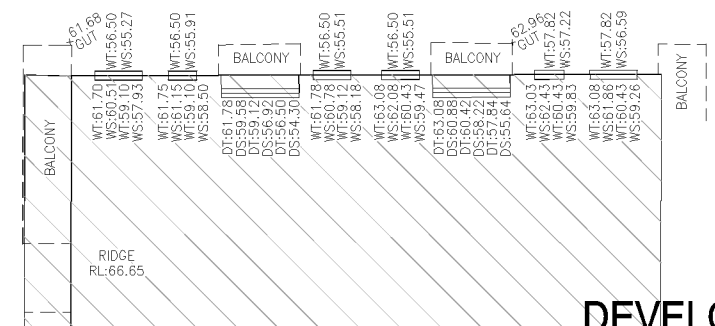 +61.68
GUT
WT:56.50
WS:55.27
WT:56.50
WS:55.91
BALCONY
WT:56.50
WS:55.51
WT:56.50
WS:55.51
BALCONY
+62.96
GUT
WT:57.82
WS:57.22
WT:57.82
WS:56.59
BALCONY
BALCONY
WT:61.70
WS:60.51
WT:59.10
WS:57.93
WT:61.75
WS:61.15
WT:59.10
WS:58.50
DT:61.78
DS:59.58
DT:59.12
DS:56.92
DT:56.50
DS:54.30
WT:61.78
WS:60.78
WT:59.12
WS:58.18
WT:63.08
WS:62.08
WT:60.43
WS:59.47
DT:63.08
DS:60.88
DT:60.42
DS:58.22
DT:57.84
DS:55.64
WT:63.03
WS:62.43
WT:60.43
WS:59.83
WT:63.08
WS:61.86
WT:60.43
WS:59.26
RIDGE
RL:66.65
DEVELO